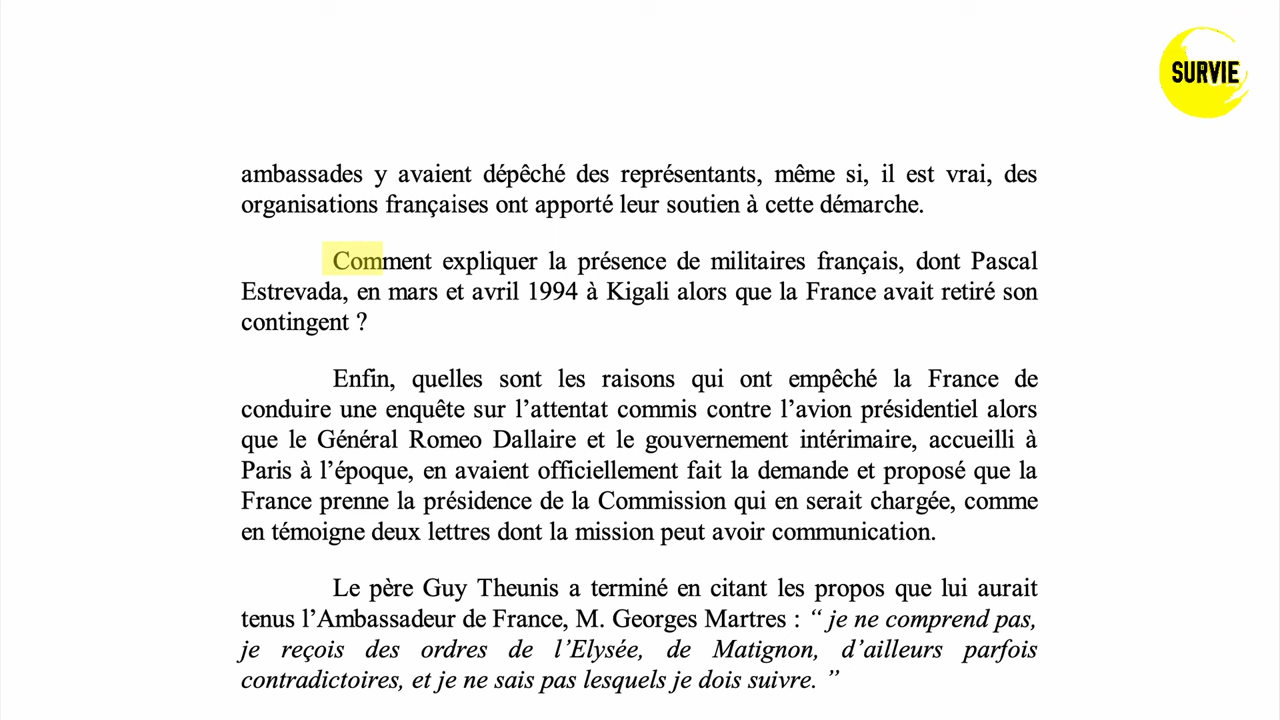 SURVIE
ambassades y avaient dépêché des représentants, même si, il est vrai, des
organisations françaises ont apporté leur soutien à cette démarche.
Comment expliquer la présence de militaires français, dont Pascal
Estrevada, en mars et avril 1994 à Kigali alors que la France avait retiré son
contingent ?
Enfin, quelles sont les raisons qui ont empêché la France de
conduire une enquête sur l’attentat commis contre l’avion présidentiel alors
que le Général Romeo Dallaire et le gouvernement intérimaire, accueilli à
Paris à l’époque, en avaient officiellement fait la demande et proposé que la
France prenne la présidence de la Commission qui en serait chargée, comme
en témoigne deux lettres dont la mission peut avoir communication.
Le père Guy Theunis a terminé en citant les propos que lui aurait
tenus l’Ambassadeur de France, M. Georges Martres : “ je ne comprend pas,
je reçois des ordres de l’Elysée, de Matignon, d’ailleurs parfois
contradictoires, et je ne sais pas lesquels je dois suivre. ”